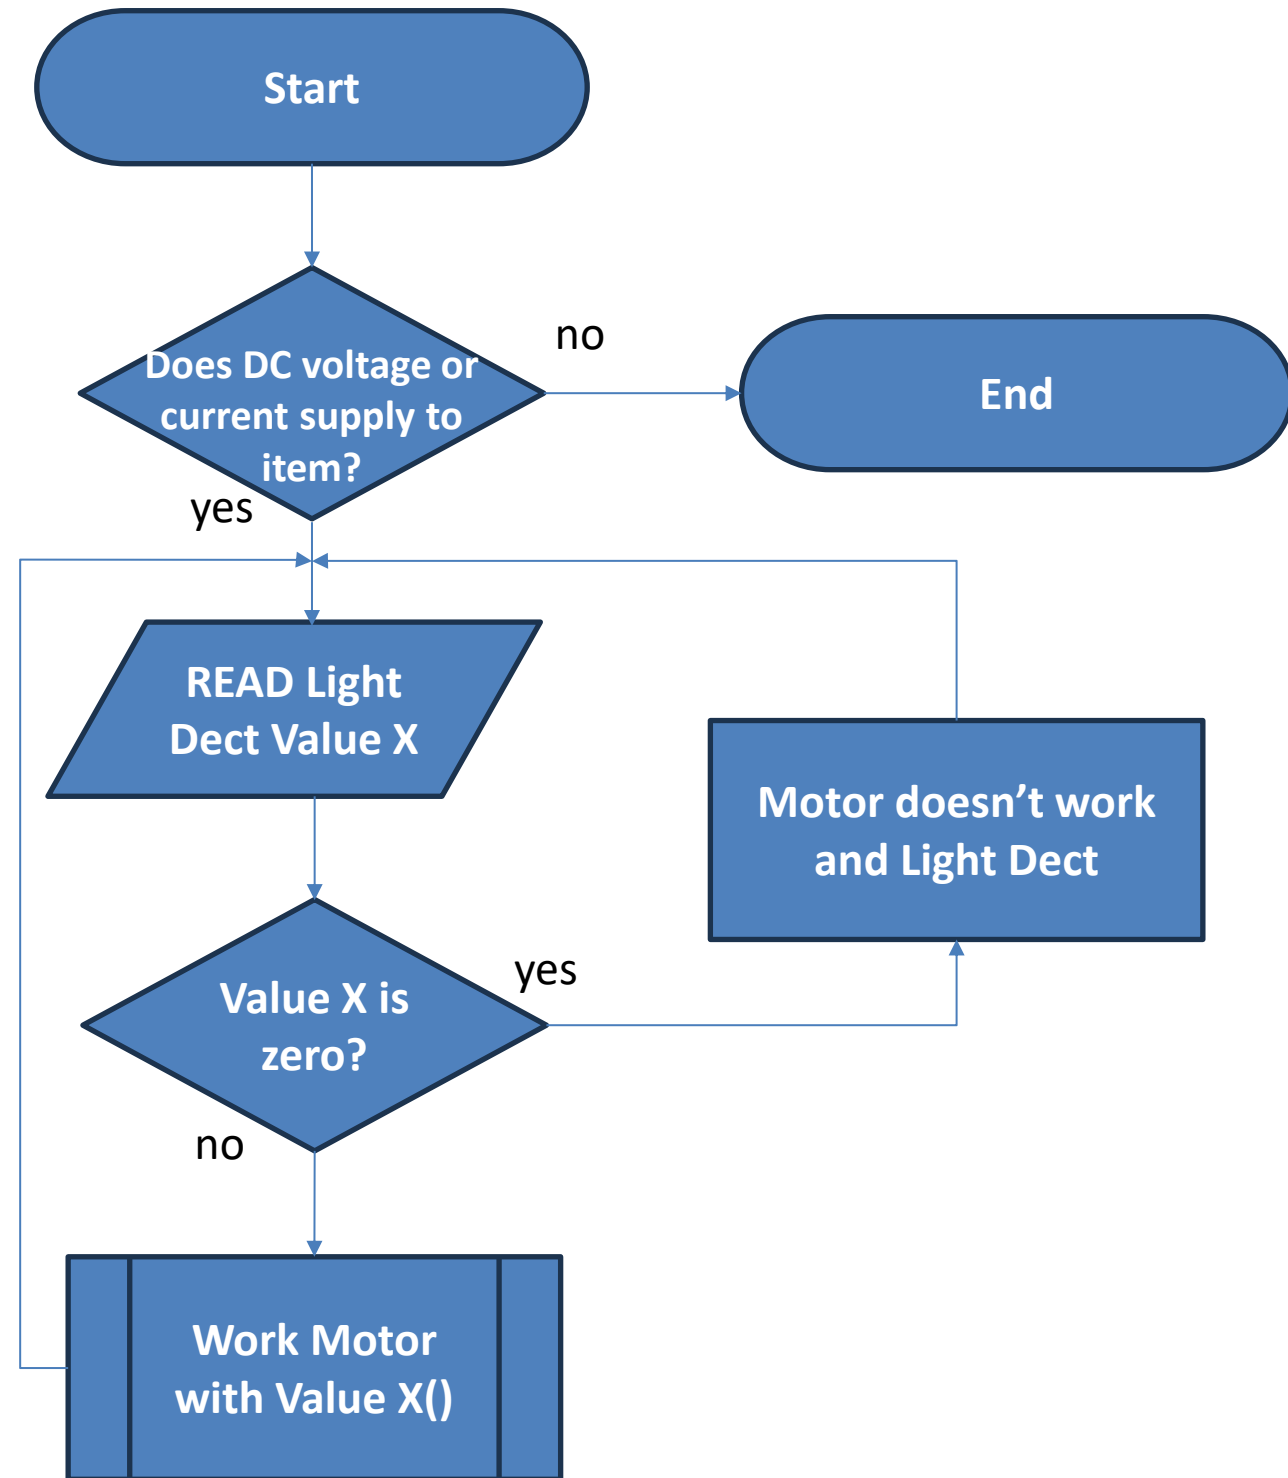 Start
Does DC voltage or
current supply to
item?
no
End
yes
READ Light
Dect Value X
Motor doesn’t work
and Light Dect
Value X is
zero?
yes
no
Work Motor
with Value X()